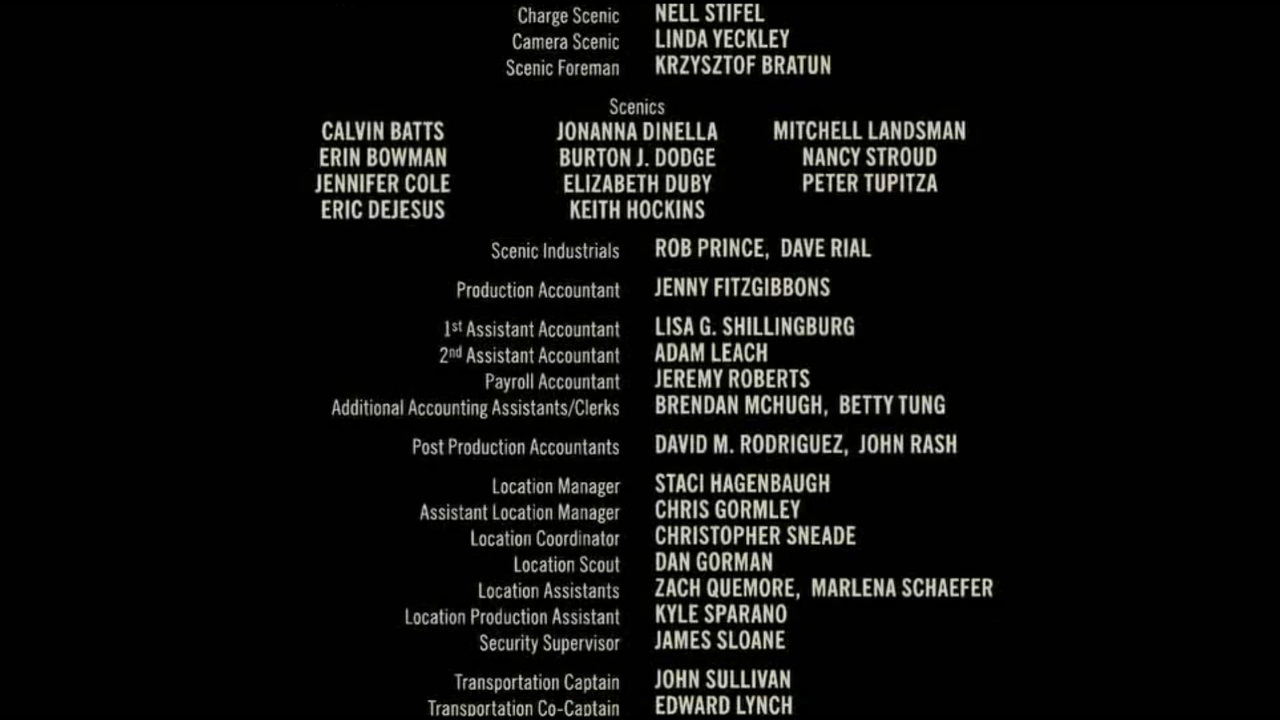 Charge Scenic NELL STIFEL
Camera Scenic LINDA YECKLEY
Scenic Foreman KRZYSZTOF BRATUN
Scenics
CALVIN BATTS JONANNA DINELLA MITCHELL LANDSMAN
ERIN BOWMAN BURTON J. DODGE NANCY STROUD
JENNIFER COLE ELIZABETH DUBY PETER TUPITZA
ERIC DEJESUS KEITH HOCKINS
Scenic Industrials ROB PRINCE, DAVE RIAL
Production Accountant JENNY FITZGIBBONS
1st Assistant Accountant LISA G. SHILLINGBURG
2nd Assistant Accountant ADAM LEACH
Payroll Accountant JEREMY ROBERTS
Additional Accounting Assistants/Clerks BRENDAN MCHUGH, BETTY TUNG
Post Production Accountants DAVID M. RODRIGUEZ, JOHN RASH
Location Manager STACI HAGENBAUGH
Assistant Location Manager CHRIS GORMLEY
Location Coordinator CHRISTOPHER SNEADE
Location Scout DAN GORMAN
Location Assistants ZACH QUEMORE, MARLENA SCHAEFER
Location Production Assistant KYLE SPARANO
Security Supervisor JAMES SLOANE
Transportation Captain JOHN SULLIVAN
Transportation Co-Captain EDWARD LYNCH